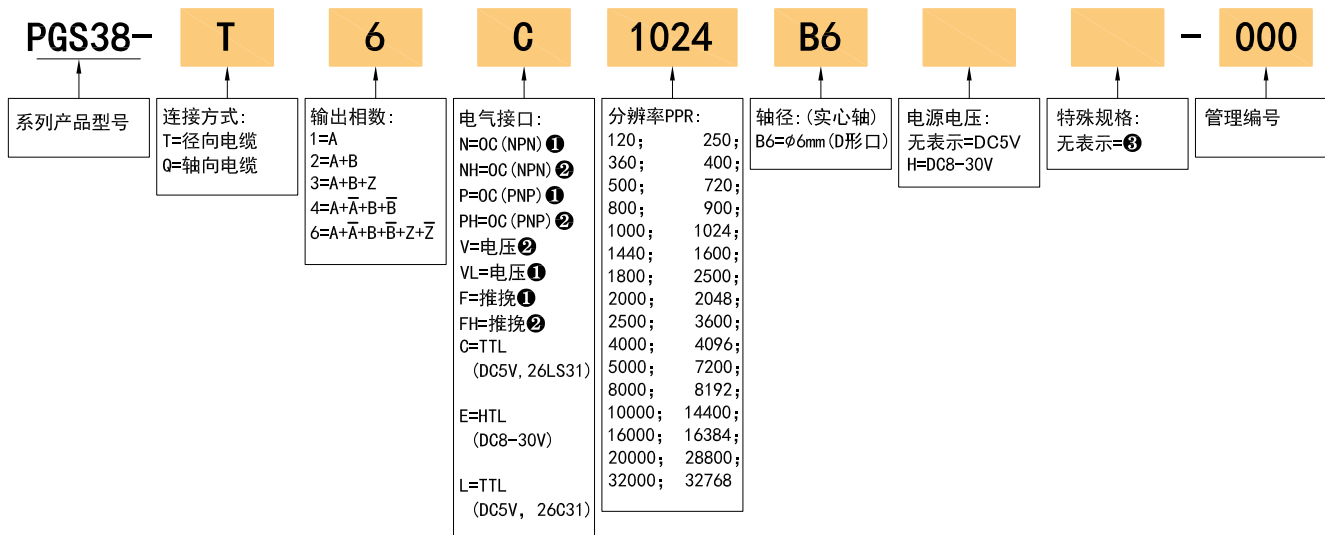 PGS38- T 6 C 1024 B6 - 000
系列产品型号
连接方式:
T=径向电缆
Q=轴向电缆
输出相数:
1=A
2=A+B
3=A+B+Z
4=A+A̅+B+B̅
6=A+A̅+B+B̅+Z+Z̅
电气接口:
N=OC(NPN)❶
NH=OC(NPN)❷
P=OC(PNP)❶
PH=OC(PNP)❷
V=电压❷
VL=电压❶
F=推挽❶
FH=推挽❷
C=TTL
(DC5V,26LS31)
E=HTL
(DC8-30V)
L=TTL
(DC5V, 26C31)
分辨率PPR:
120; 250;
360; 400;
500; 720;
800; 900;
1000; 1024;
1440; 1600;
1800; 2500;
2000; 2048;
2500; 3600;
4000; 4096;
5000; 7200;
8000; 8192;
10000; 14400;
16000; 16384;
20000; 28800;
32000; 32768
轴径:(实心轴)
B6=φ6mm(D形口)
电源电压:
无表示=DC5V
H=DC8-30V
特殊规格:
无表示=❸
管理编号